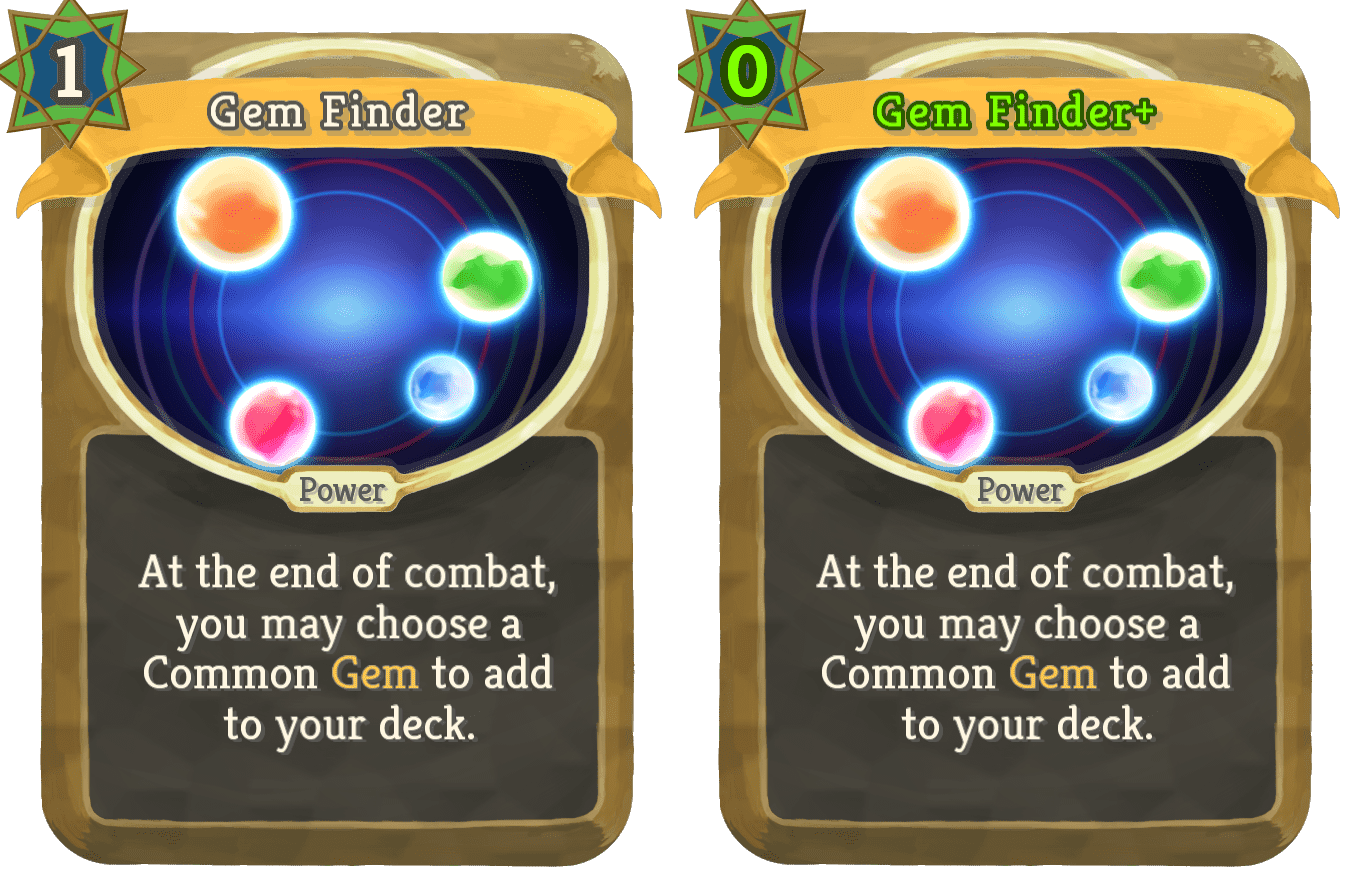 1
Gem Finder
Power
At the end of combat,
you may choose a
Common Gem to add
to your deck.
0
Gem Finder+
Power
At the end of combat,
you may choose a
Common Gem to add
to your deck.